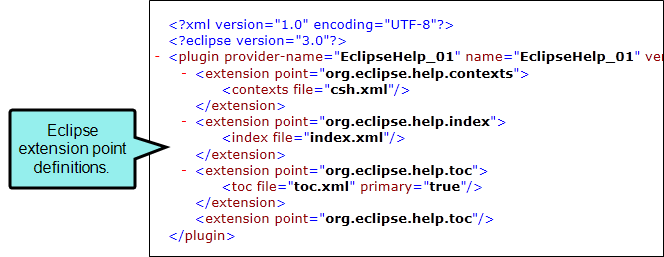 <?xml version="1.0" encoding="UTF-8"?>
<?eclipse version="3.0"?>
- <plugin provider-name="EclipseHelp_01" name="EclipseHelp_01" ver
- <extension point="org.eclipse.help.contexts">
<contexts file="csh.xml"/>
</extension>
- <extension point="org.eclipse.help.index">
<index file="index.xml"/>
</extension>
- <extension point="org.eclipse.help.toc">
<toc file="toc.xml" primary="true"/>
</extension>
<extension point="org.eclipse.help.toc"/>
</plugin>
Eclipse
extension point
definitions.